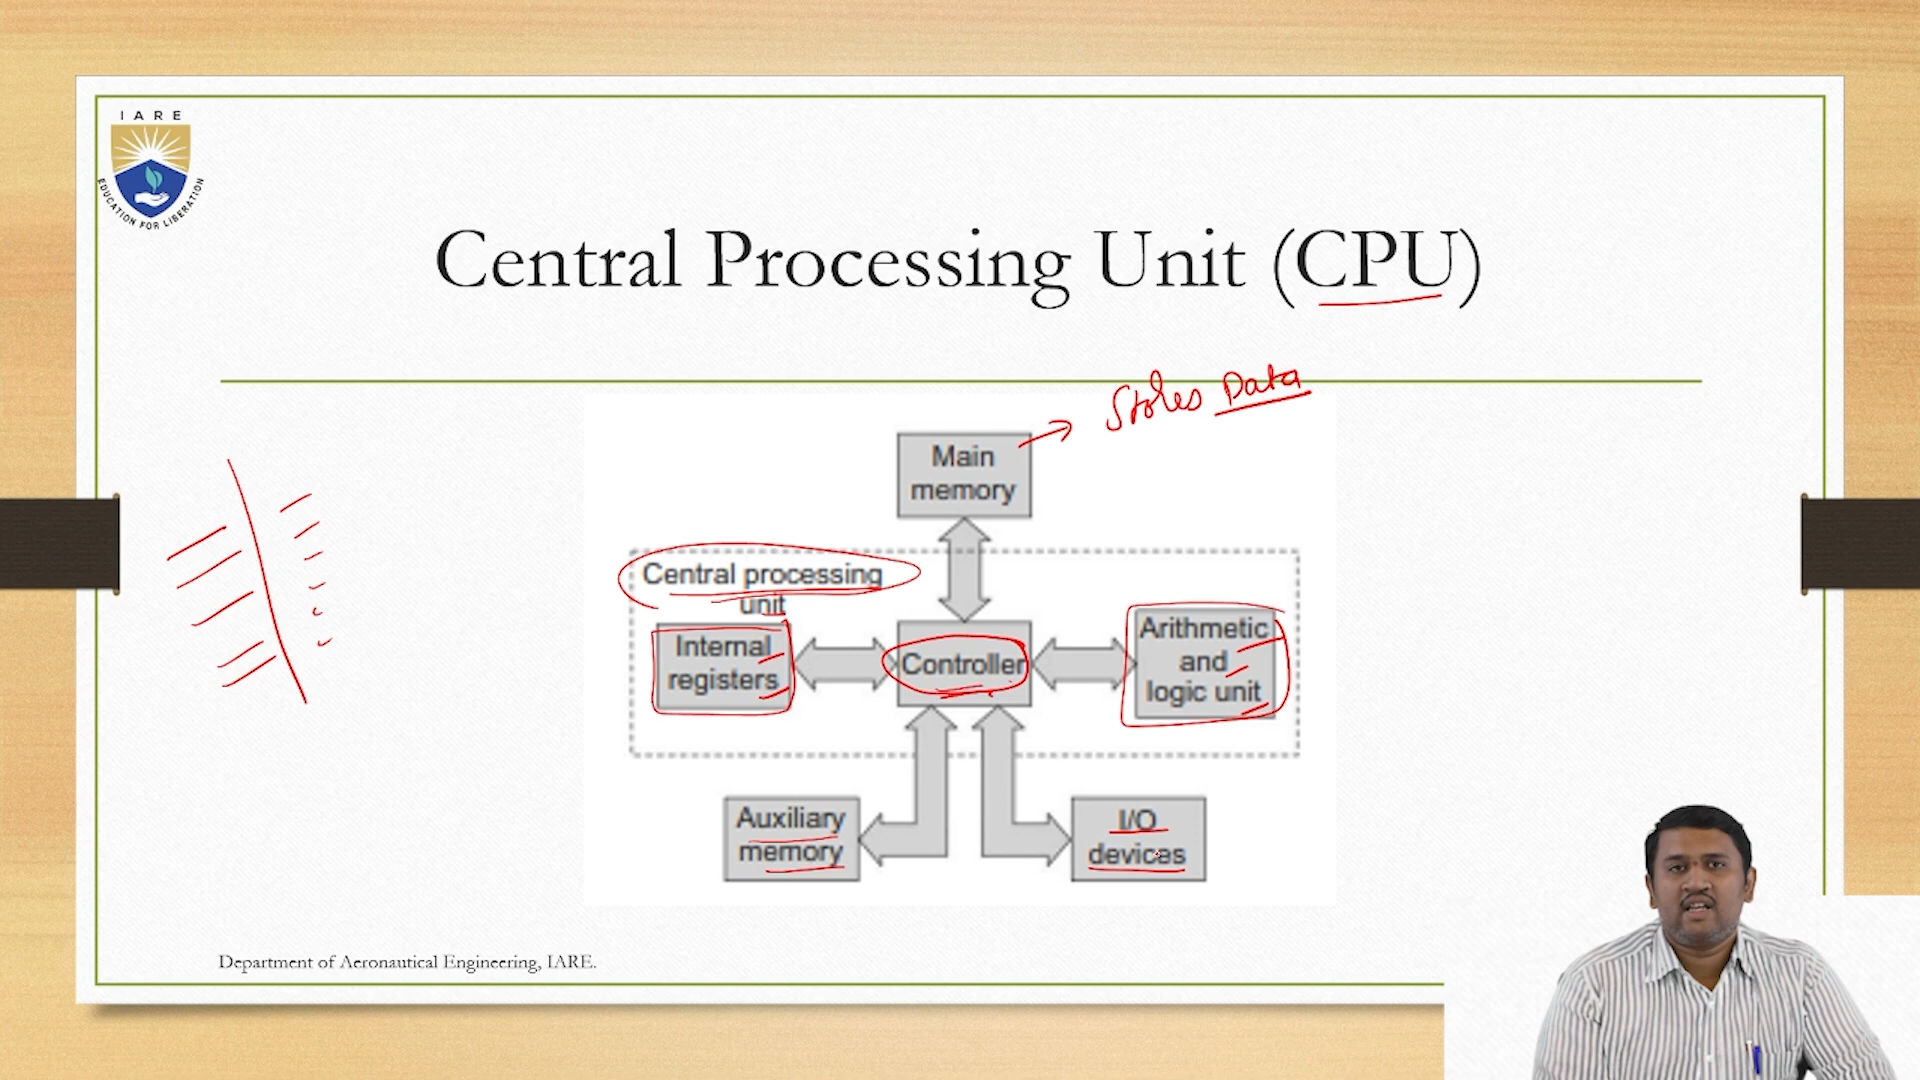 IARE
EDUCATION FOR LIBERATION
Central Processing Unit (CPU)
Stores Data
Main
memory
Central processing
unit
Internal
registers
Controller
Arithmetic
and
logic unit
Auxiliary
memory
I/O
devices
Department of Aeronautical Engineering, IARE.